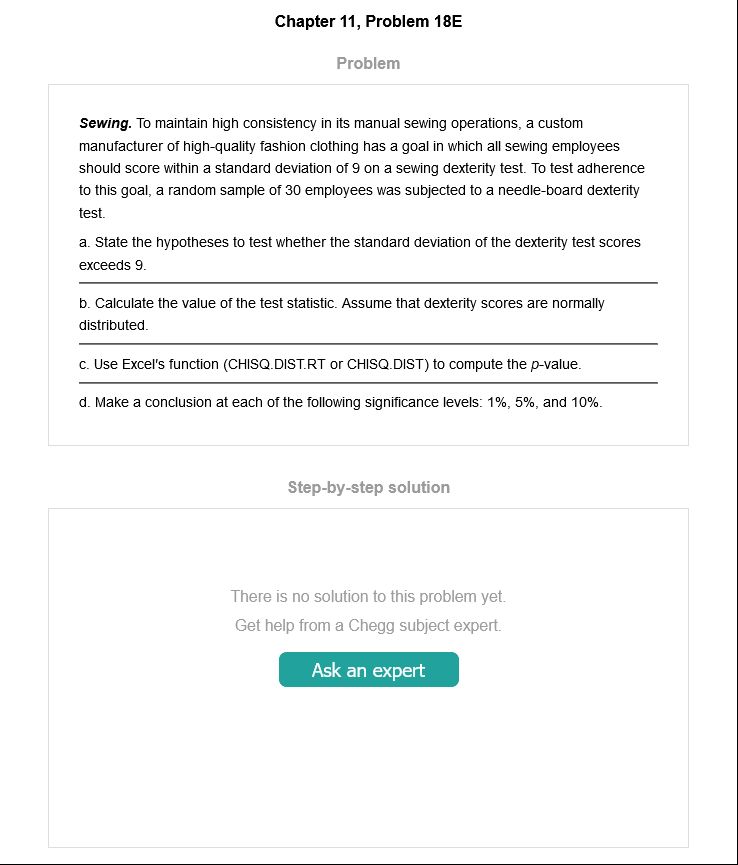 Chapter 11, Problem 18E
Problem
Sewing. To maintain high consistency in its manual sewing operations, a custom
manufacturer of high-quality fashion clothing has a goal in which all sewing employees
should score within a standard deviation of 9 on a sewing dexterity test. To test adherence
to this goal, a random sample of 30 employees was subjected to a needle-board dexterity
test.
a. State the hypotheses to test whether the standard deviation of the dexterity test scores
exceeds 9.
b. Calculate the value of the test statistic. Assume that dexterity scores are normally
distributed.
c. Use Excel's function (CHISQ.DIST.RT or CHISQ.DIST) to compute the p-value.
d. Make a conclusion at each of the following significance levels: 1%, 5%, and 10%.
Step-by-step solution
There is no solution to this problem yet.
Get help from a Chegg subject expert.
Ask an expert